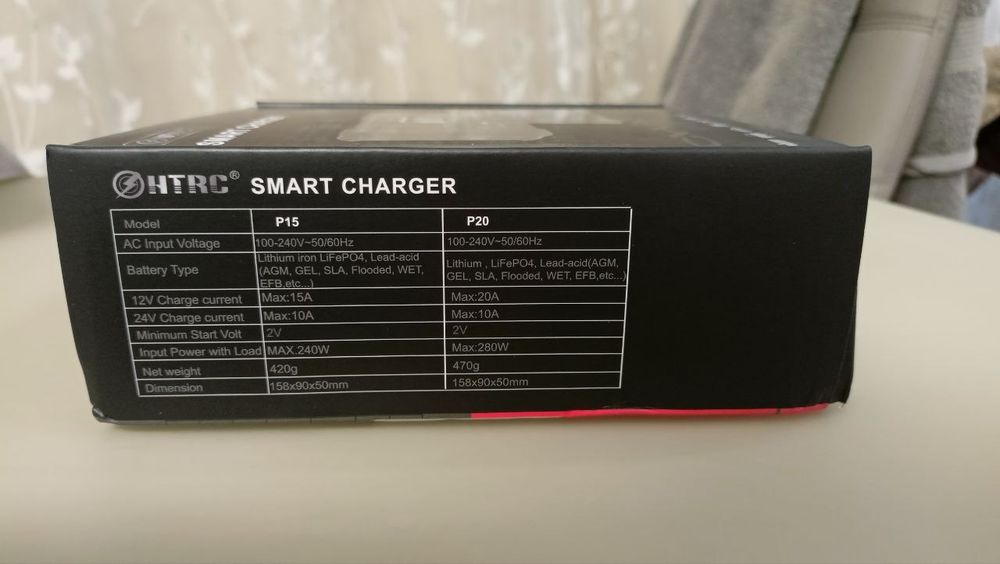 SMART CHARGER
HTRC® SMART CHARGER
Model P15 P20
AC Input Voltage 100-240V~50/60Hz 100-240V~50/60Hz
Battery Type Lithium iron LiFePO4, Lead-acid (AGM, GEL, SLA, Flooded, WET, EFB,etc...) Lithium , LiFePO4, Lead-acid(AGM, GEL, SLA, Flooded, WET, EFB,etc...)
12V Charge current Max:15A Max:20A
24V Charge current Max:10A Max:10A
Minimum Start Volt 2V 2V
Input Power with Load MAX.240W Max:280W
Net weight 420g 470g
Dimension 158x90x50mm 158x90x50mm